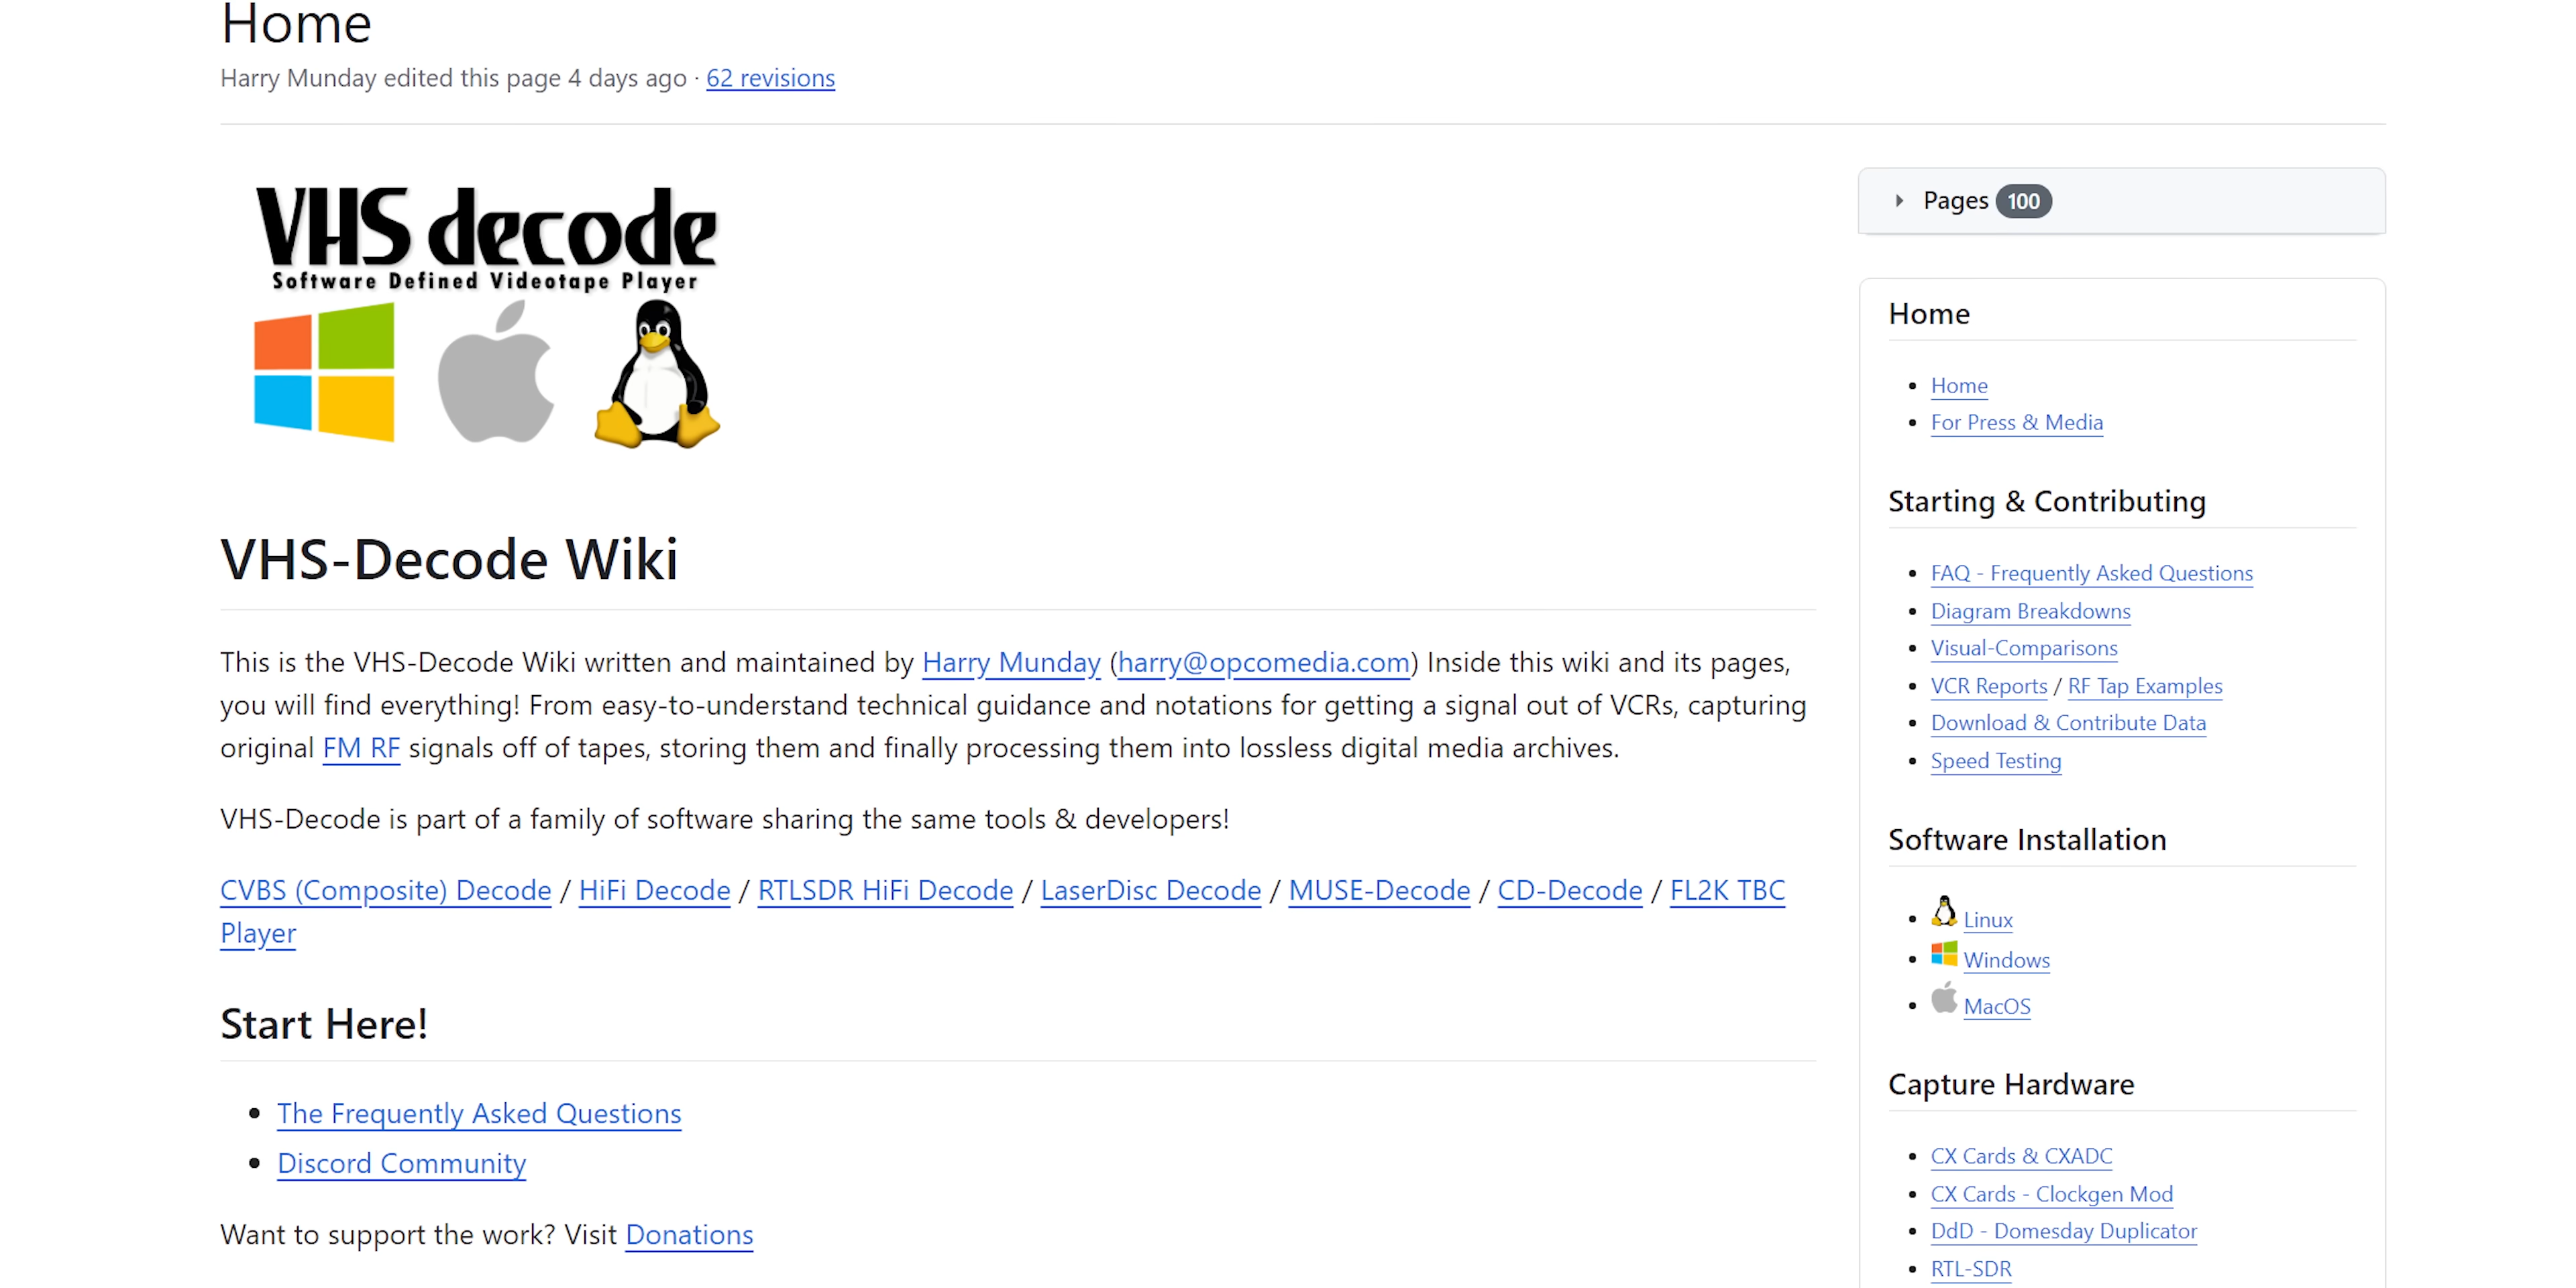 Home
Harry Munday edited this page 4 days ago · 62 revisions
VHS decode
Software Defined Videotape Player
VHS-Decode Wiki
This is the VHS-Decode Wiki written and maintained by Harry Munday (harry@opcomedia.com) Inside this wiki and its pages,
you will find everything! From easy-to-understand technical guidance and notations for getting a signal out of VCRs, capturing
original FM RF signals off of tapes, storing them and finally processing them into lossless digital media archives.
VHS-Decode is part of a family of software sharing the same tools & developers!
CVBS (Composite) Decode / HiFi Decode / RTLSDR HiFi Decode / LaserDisc Decode / MUSE-Decode / CD-Decode / FL2K TBC
Player
Start Here!
• The Frequently Asked Questions
• Discord Community
Want to support the work? Visit Donations
Pages 100
Home
• Home
• For Press & Media
Starting & Contributing
• FAQ - Frequently Asked Questions
• Diagram Breakdowns
• Visual-Comparisons
• VCR Reports / RF Tap Examples
• Download & Contribute Data
• Speed Testing
Software Installation
• Linux
• Windows
• MacOS
Capture Hardware
• CX Cards & CXADC
• CX Cards - Clockgen Mod
• DdD - Domesday Duplicator
• RTL-SDR